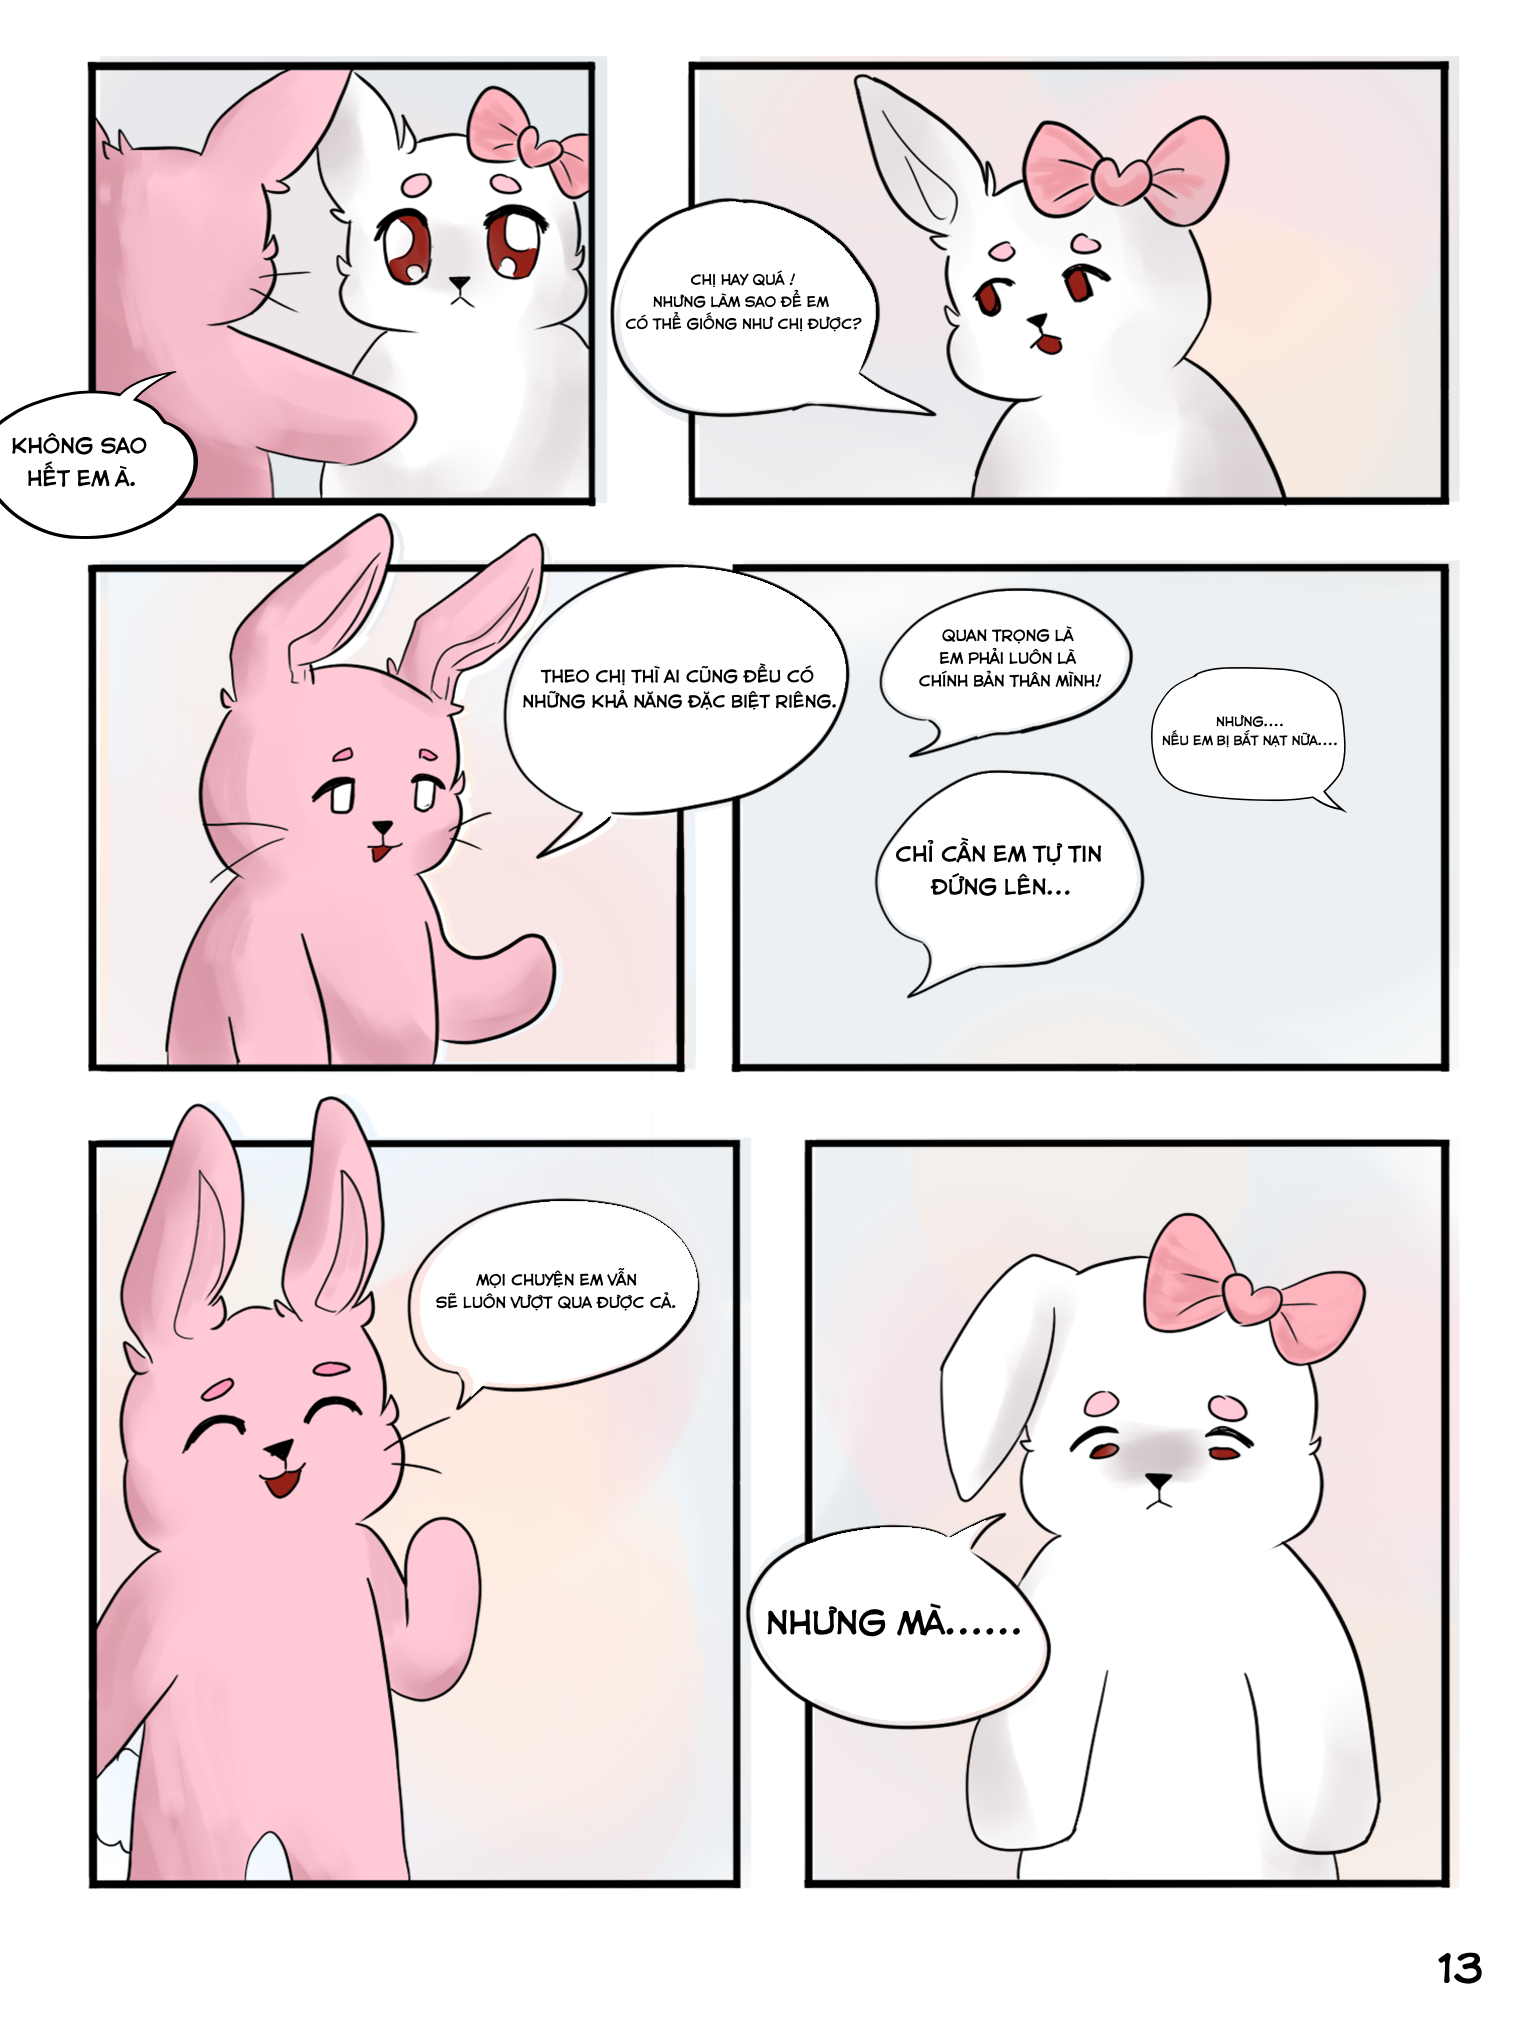 KHÔNG SAO
HẾT EM À.
CHỊ HAY QUÁ !
NHƯNG LÀM SAO ĐỂ EM
CÓ THỂ GIỐNG NHƯ CHỊ ĐƯỢC?
THEO CHỊ THÌ AI CŨNG ĐỀU CÓ
NHỮNG KHẢ NĂNG ĐẶC BIỆT RIÊNG.
QUAN TRỌNG LÀ
EM PHẢI LUÔN LÀ
CHÍNH BẢN THÂN MÌNH!
NHƯNG....
NẾU EM BỊ BẮT NẠT NỮA....
CHỈ CẦN EM TỰ TIN
ĐỨNG LÊN...
MỌI CHUYỆN EM VẪN
SẼ LUÔN VƯỢT QUA ĐƯỢC CẢ.
NHƯNG MÀ......
13